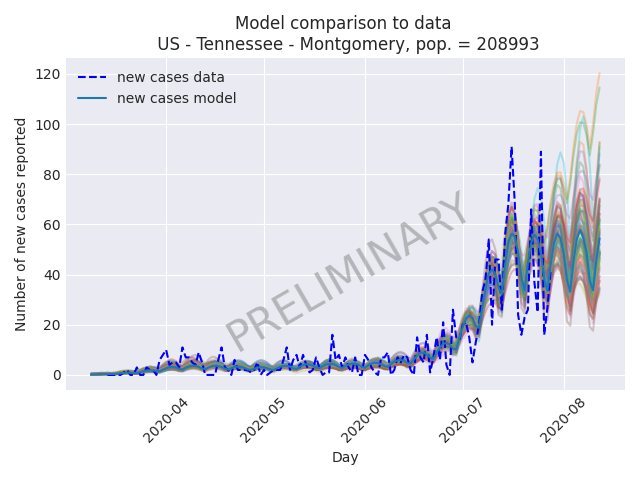 Model comparison to data
US - Tennessee - Montgomery, pop. = 208993
new cases data
new cases model
PRELIMINARY
Number of new cases reported
120
100
80
60
40
20
0
2020-04
2020-05
2020-06
2020-07
2020-08
Day